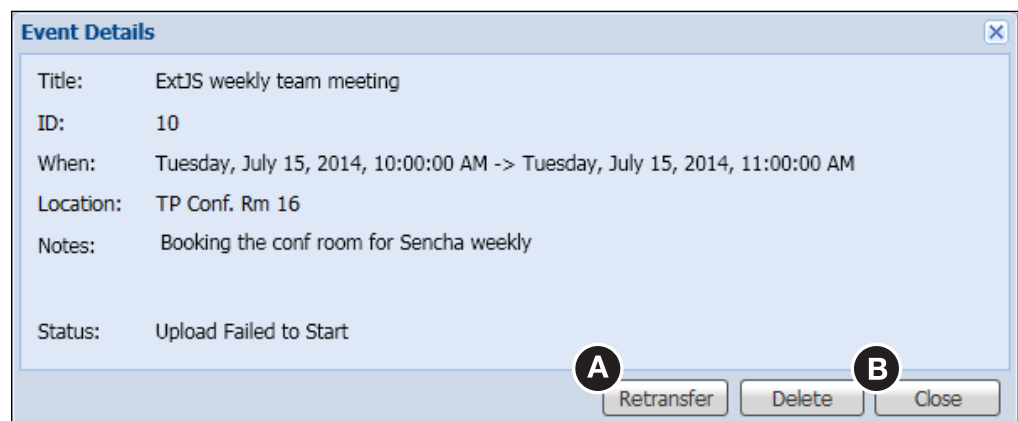 Event Details
Title: ExtJS weekly team meeting
ID: 10
When: Tuesday, July 15, 2014, 10:00:00 AM -> Tuesday, July 15, 2014, 11:00:00 AM
Location: TP Conf. Rm 16
Notes: Booking the conf room for Sencha weekly
Status: Upload Failed to Start
A B
Retransfer Delete Close